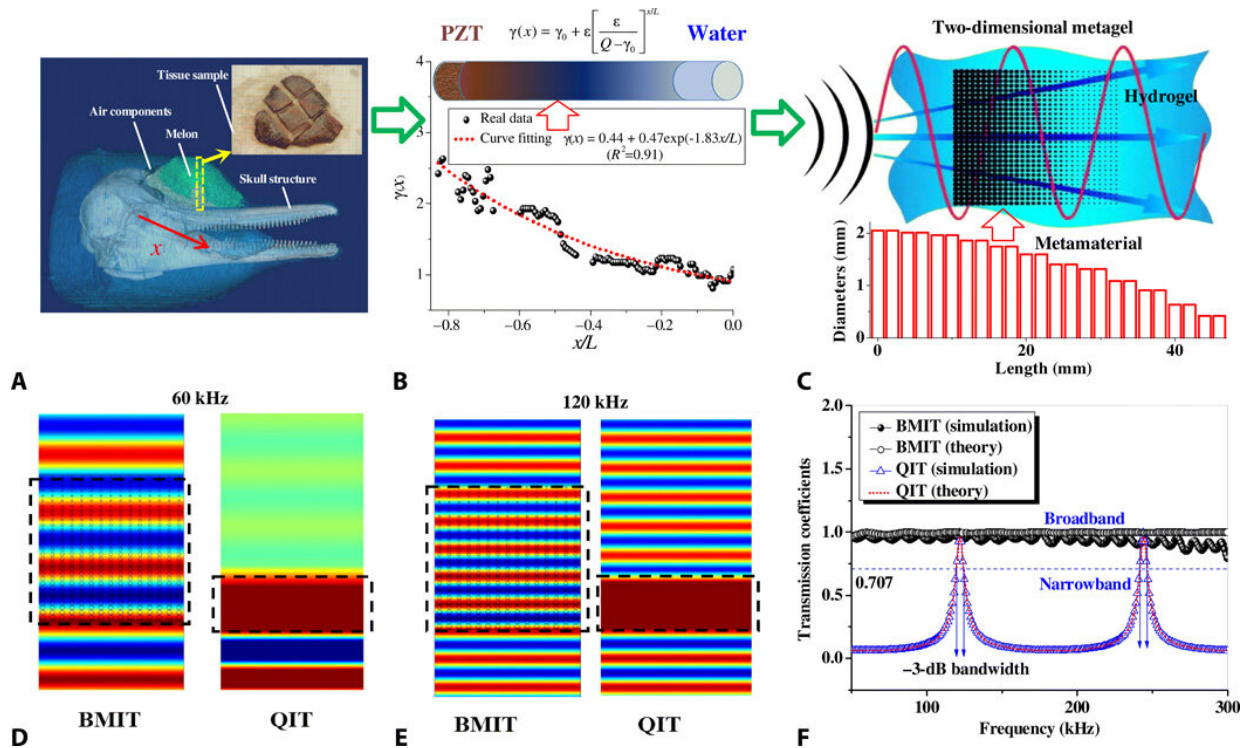 Tissue sample
Air components
Melon
Skull structure
x
A
PZT
γ(x) = γ₀ + ε[ε/(Q−γ₀)]^(x/L)
Water
Real data
Curve fitting γ(x) = 0.44 + 0.47exp(-1.83x/L)
(R²=0.91)
γ(x)
4
3
2
1
−0.8 −0.6 −0.4 −0.2 0.0
x/L
B
Two-dimensional metagel
Hydrogel
Metamaterial
Diameters (mm)
2
1
0
0 20 40
Length (mm)
C
60 kHz
BMIT QIT
D
120 kHz
BMIT QIT
E
BMIT (simulation)
BMIT (theory)
QIT (simulation)
QIT (theory)
Broadband
0.707
Narrowband
−3-dB bandwidth
Transmission coefficients
2.0
1.5
1.0
0.5
0.0
100 200 300
Frequency (kHz)
F